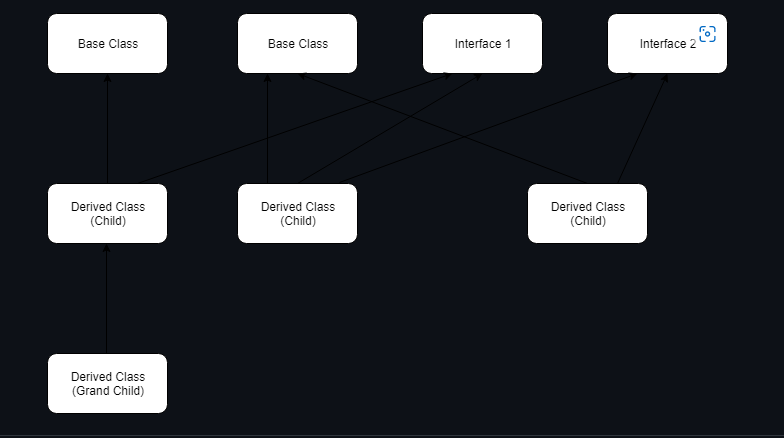 Base Class
Base Class
Interface 1
Interface 2
Derived Class
(Child)
Derived Class
(Child)
Derived Class
(Child)
Derived Class
(Grand Child)